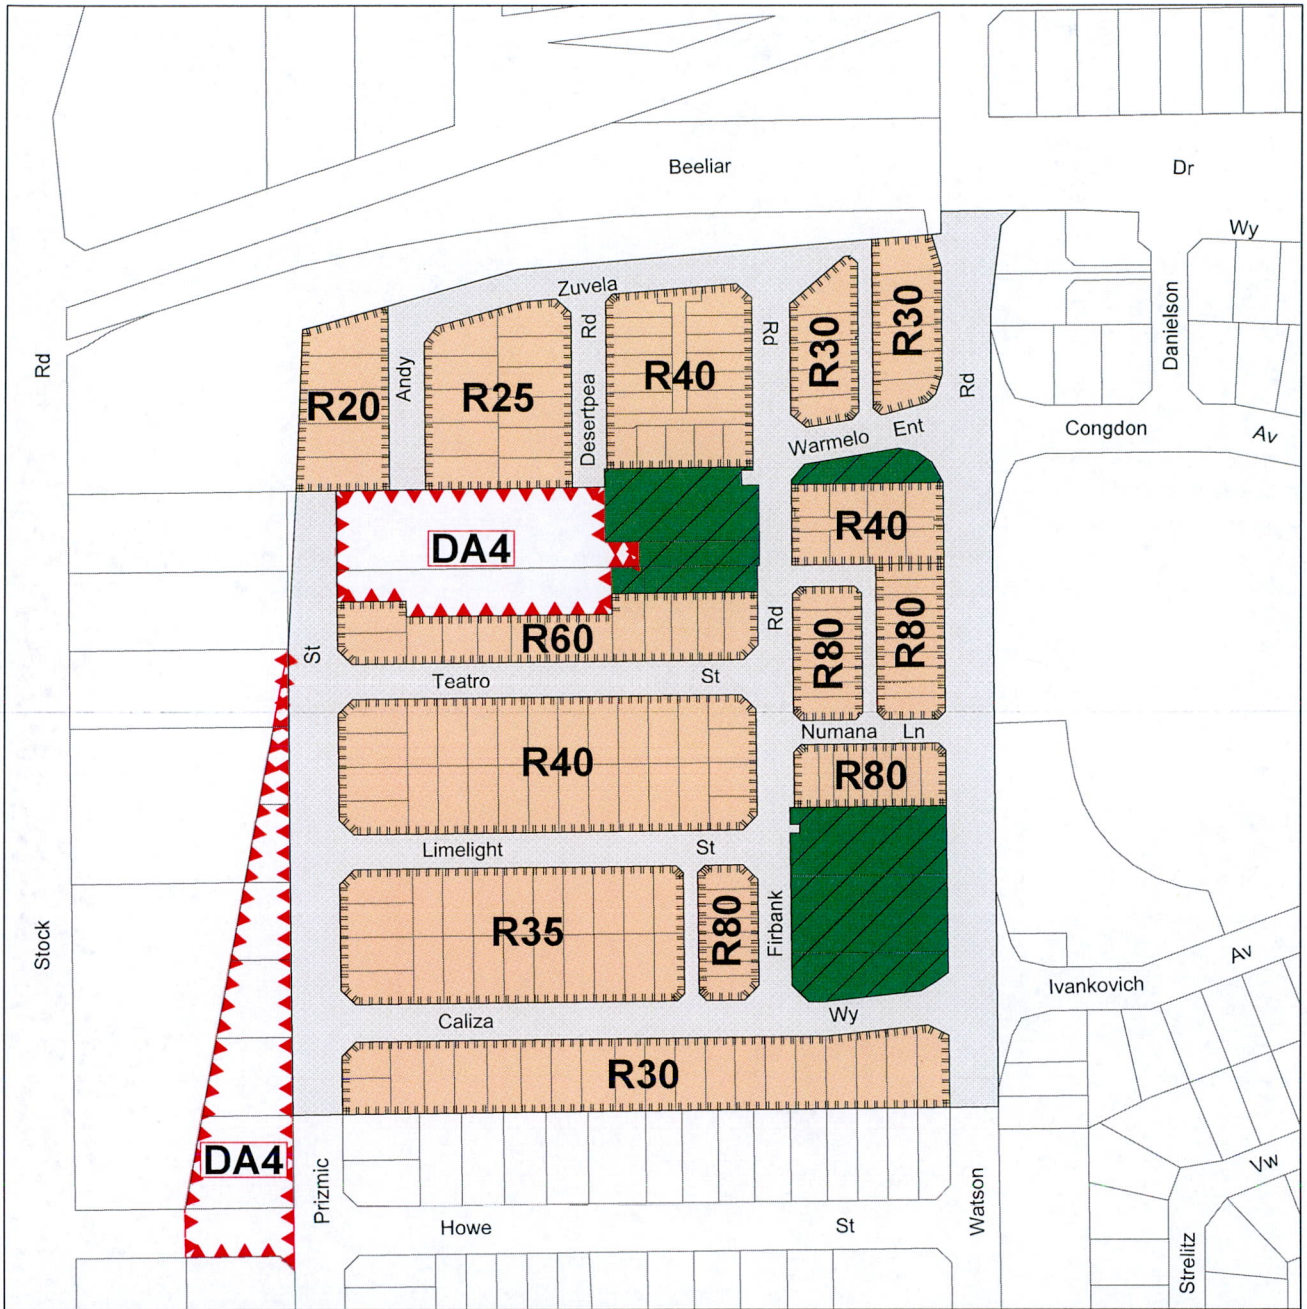 Beeliar
Dr
Wy
Zuvela
Danielson
Rd
Andy
Desertpea
Rd
Rd
Rd
R20
R25
R40
R30
R30
Congdon
Av
Warmelo
Ent
DA4
R40
R60
Rd
R80
R80
St
Teatro
St
Numana
Ln
R40
R80
Limelight
St
Stock
R35
R80
Firbank
Av
Ivankovich
Caliza
Wy
R30
DA4
Prizmic
Watson
Vw
Howe
St
Strelitz